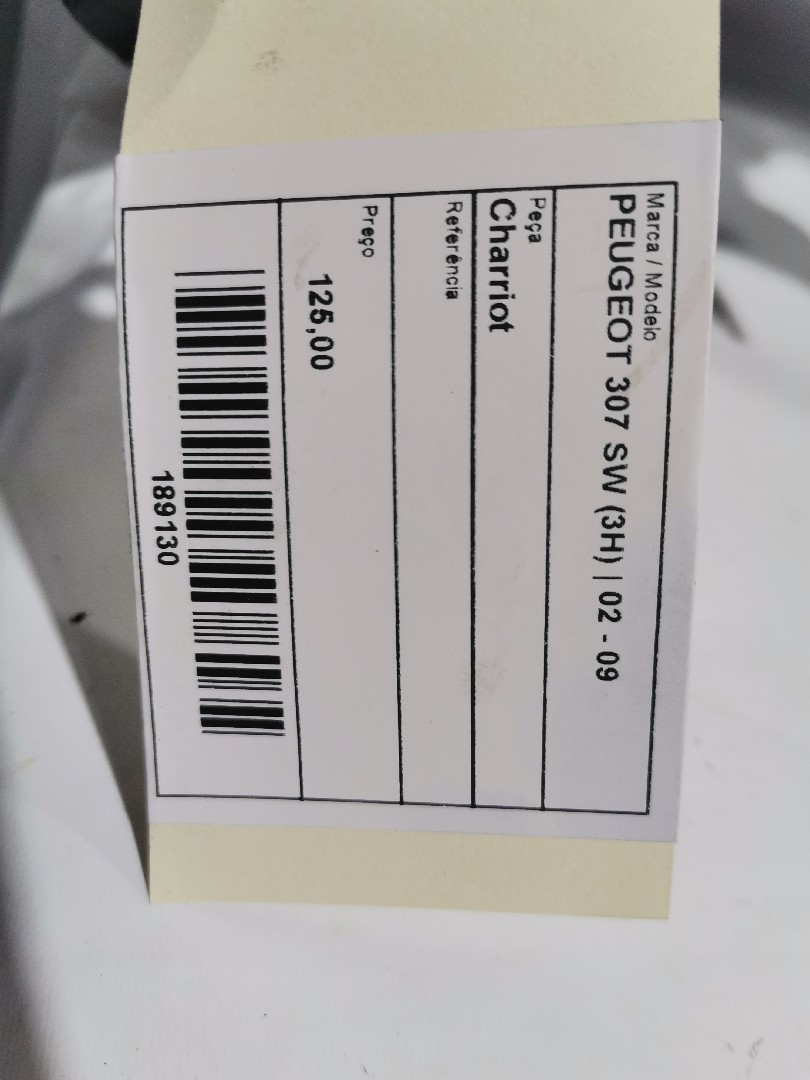 Marca / Modelo
PEUGEOT 307 SW (3H) | 02 - 09
Peça
Charriot
Referência
Preço
125,00
189130